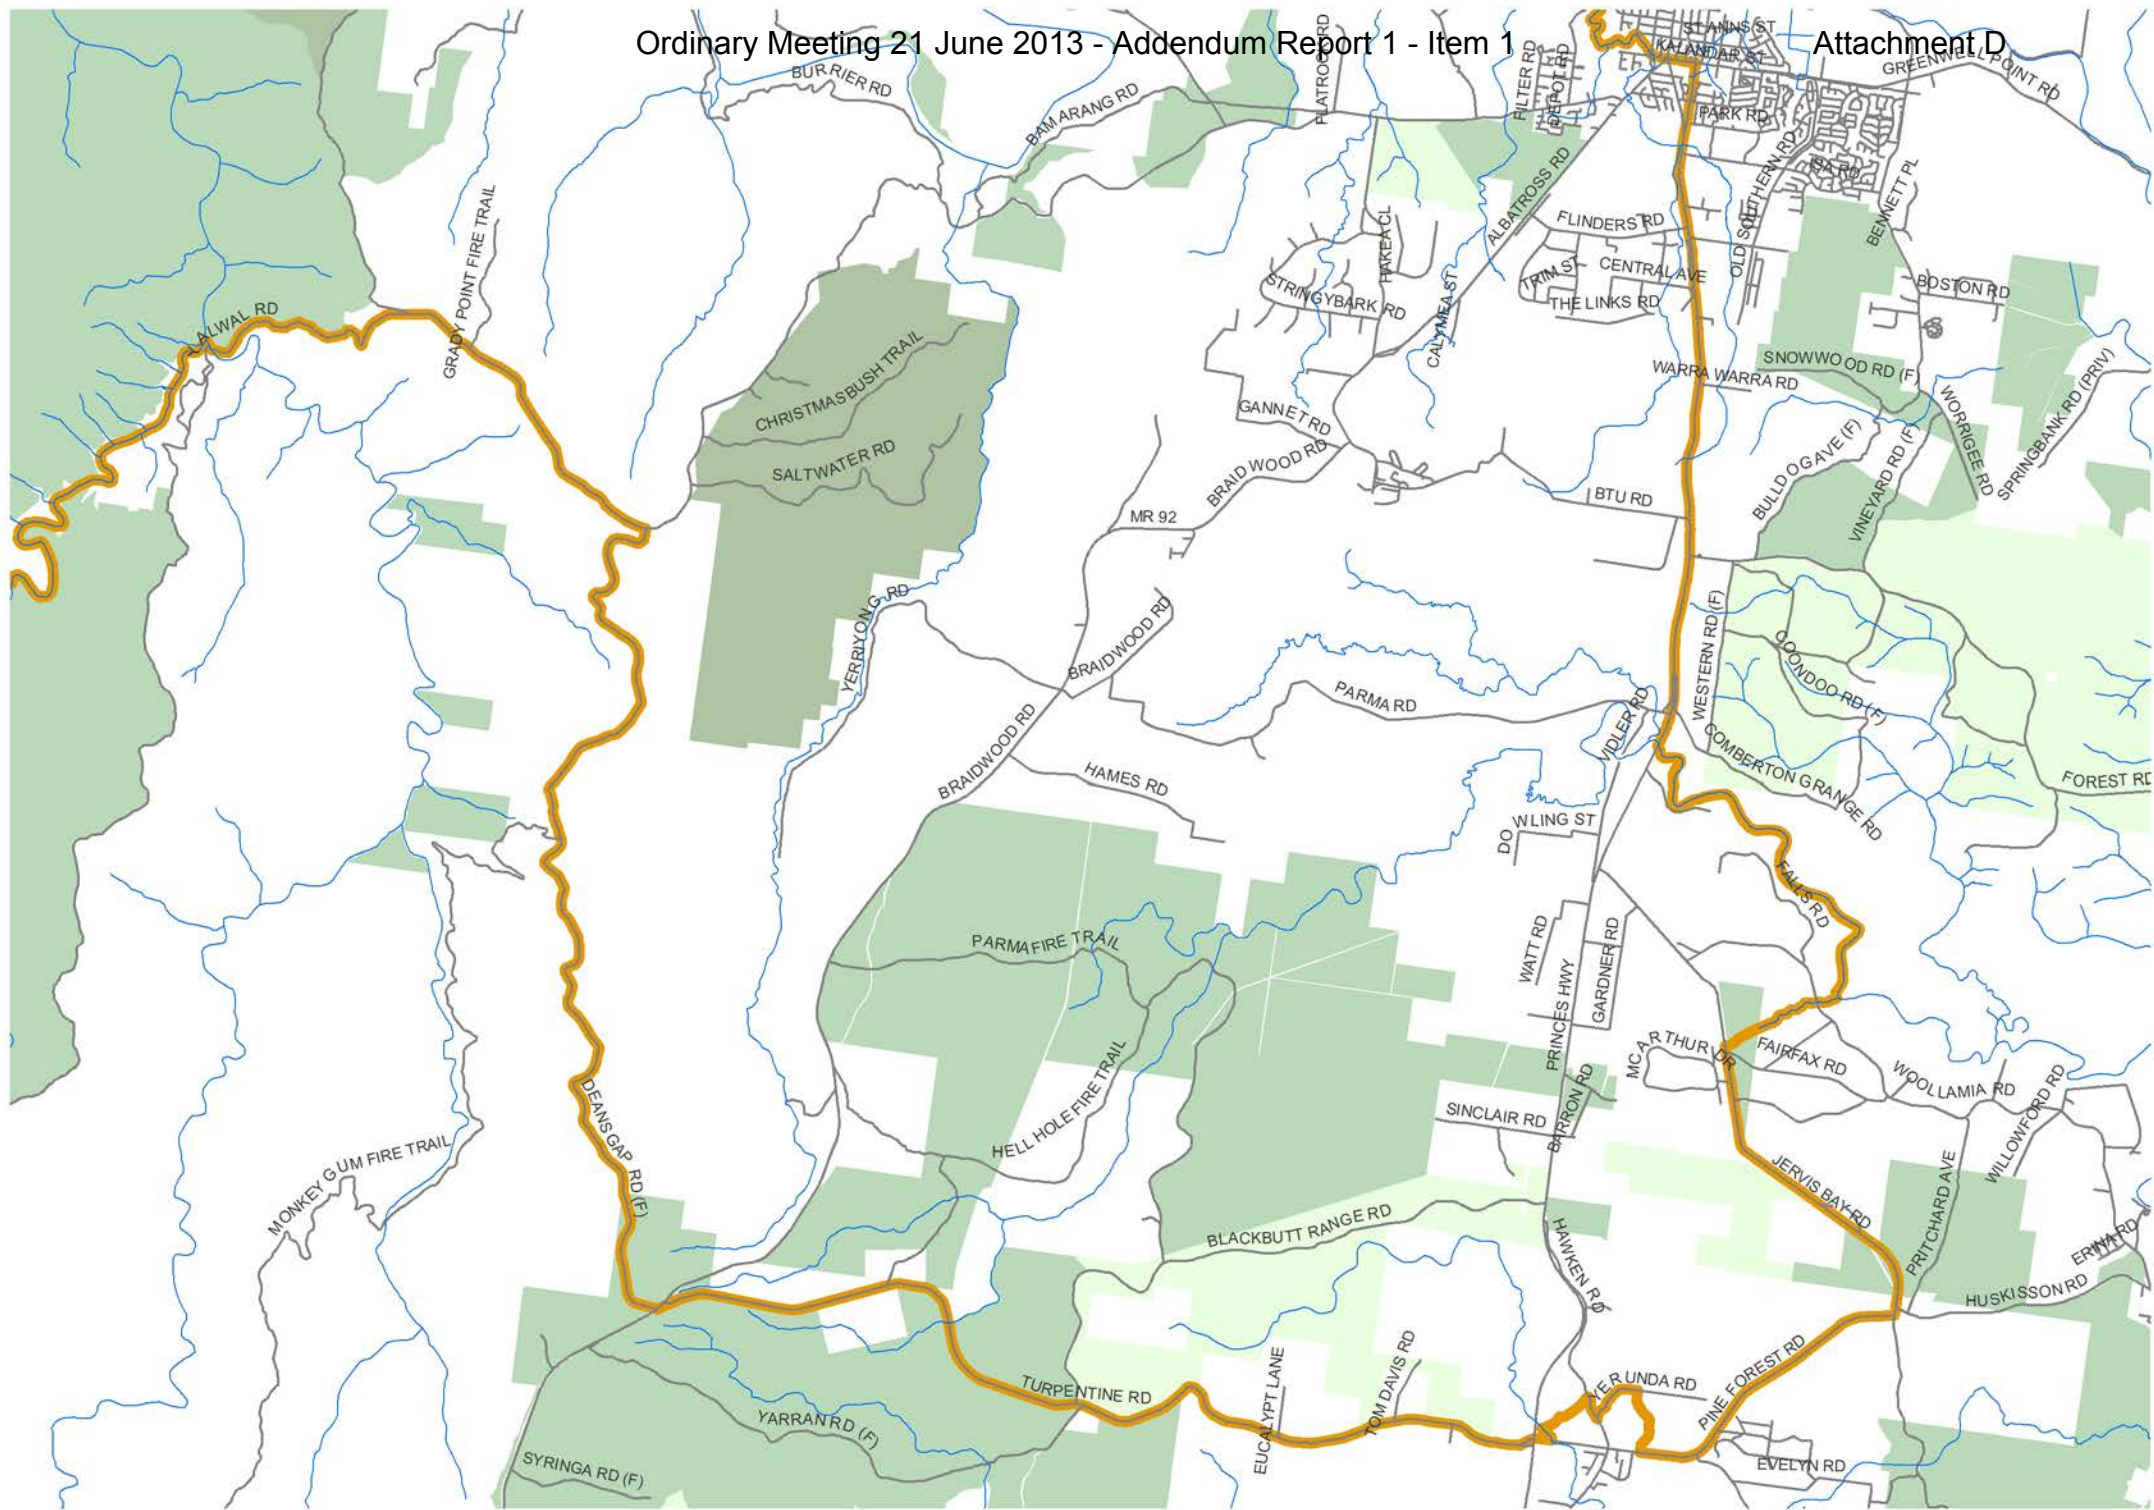 Ordinary Meeting 21 June 2013 - Addendum Report 1 - Item 1
Attachment D
ST ANNS ST
KALANDAR ST
GREENWELL POINT RD
BURRIER RD
BAMARANG RD
FLATROCK RD
FILTER RD
DEPOT RD
PARK RD
OLD SOUTHERN RD
ISA RD
BENNETT PL
ALBATROSS RD
FLINDERS RD
HAKEA CL
GRADY POINT FIRE TRAIL
STRINGYBARK RD
CALYMEA ST
TRIM ST
CENTRAL AVE
THE LINKS RD
BOSTON RD
YALWAL RD
CHRISTMASBUSH TRAIL
SALTWATER RD
GANNET RD
BRAIDWOOD RD
WARRA WARRA RD
SNOWWOOD RD (F)
WORRIGEE RD
SPRINGBANK RD (PRIV)
BULLDOG AVE (F)
VINEYARD RD (F)
MR 92
BTU RD
YERRIYONG RD
BRAIDWOOD RD
BRAIDWOOD RD
PARMA RD
VIDLER RD
WESTERN RD (F)
COONDOO RD (F)
COMBERTON GRANGE RD
FOREST RD
HAMES RD
DOWLING ST
FALLS RD
PARMA FIRE TRAIL
WATT RD
GARDNER RD
PRINCES HWY
MCARTHUR DR
FAIRFAX RD
WOOLLAMIA RD
WILLOWFORD RD
DEANS GAP RD (F)
HELL HOLE FIRE TRAIL
SINCLAIR RD
BARRON RD
MONKEY GUM FIRE TRAIL
JERVIS BAY RD
PRITCHARD AVE
ERINA RD
BLACKBUTT RANGE RD
HAWKEN RD
HUSKISSON RD
TURPENTINE RD
EUCALYPT LANE
TOM DAVIS RD
YERUNDA RD
PINE FOREST RD
YARRAN RD (F)
SYRINGA RD (F)
EVELYN RD